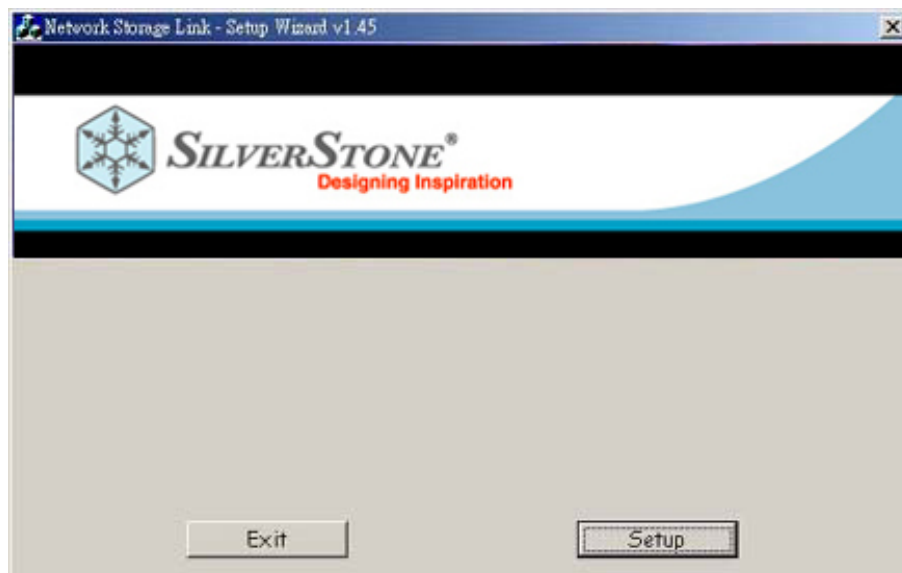 Network Storage Link - Setup Wizard v1.45
SILVERSTONE®
Designing Inspiration
Exit
Setup